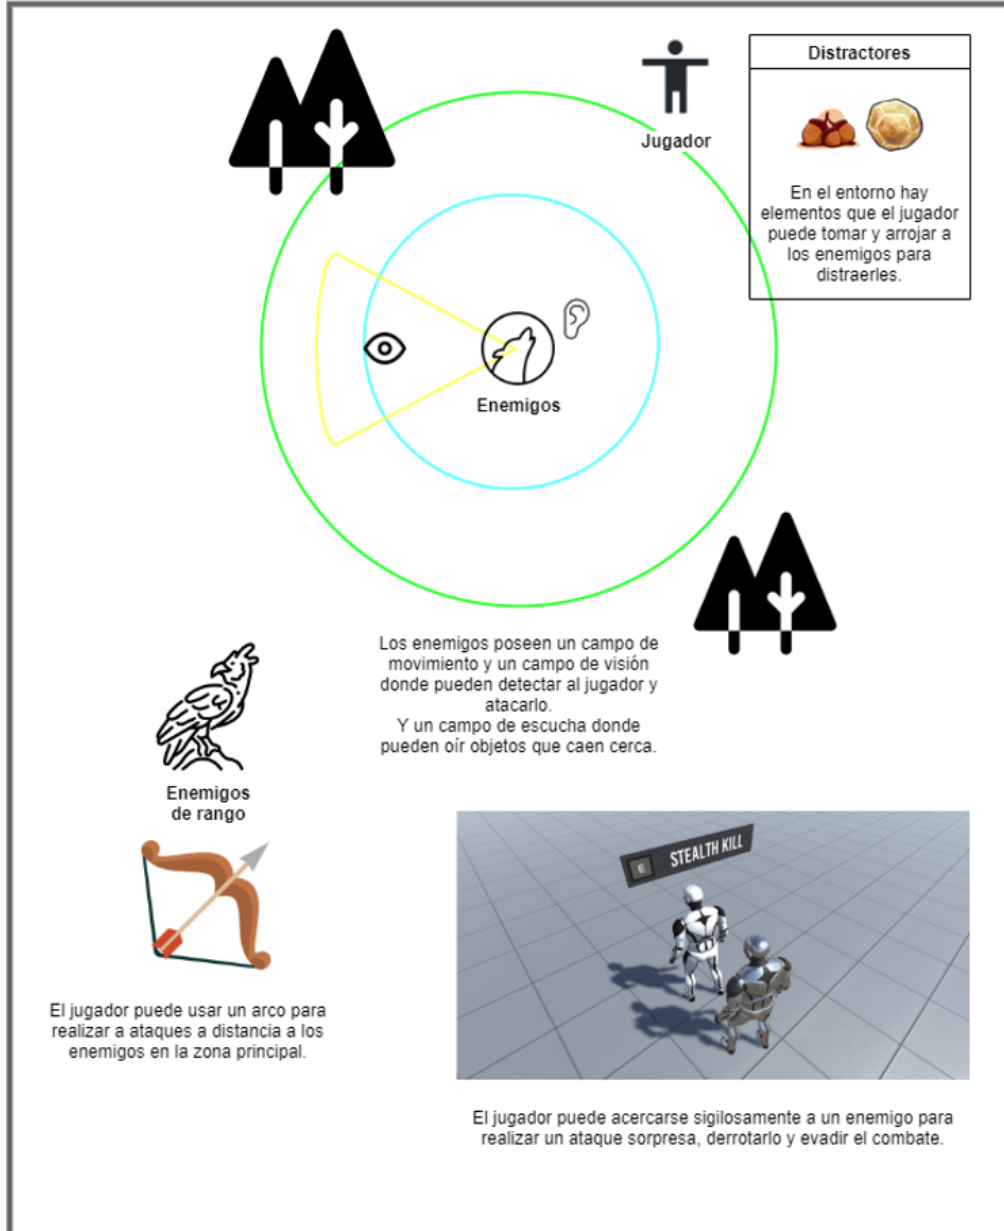 Distractores
Jugador
En el entorno hay
elementos que el jugador
puede tomar y arrojar a
los enemigos para
distraerles.
Enemigos
Los enemigos poseen un campo de
movimiento y un campo de visión
donde pueden detectar al jugador y
atacarlo.
Y un campo de escucha donde
pueden oír objetos que caen cerca.
Enemigos
de rango
E STEALTH KILL
El jugador puede usar un arco para
realizar a ataques a distancia a los
enemigos en la zona principal.
El jugador puede acercarse sigilosamente a un enemigo para
realizar un ataque sorpresa, derrotarlo y evadir el combate.